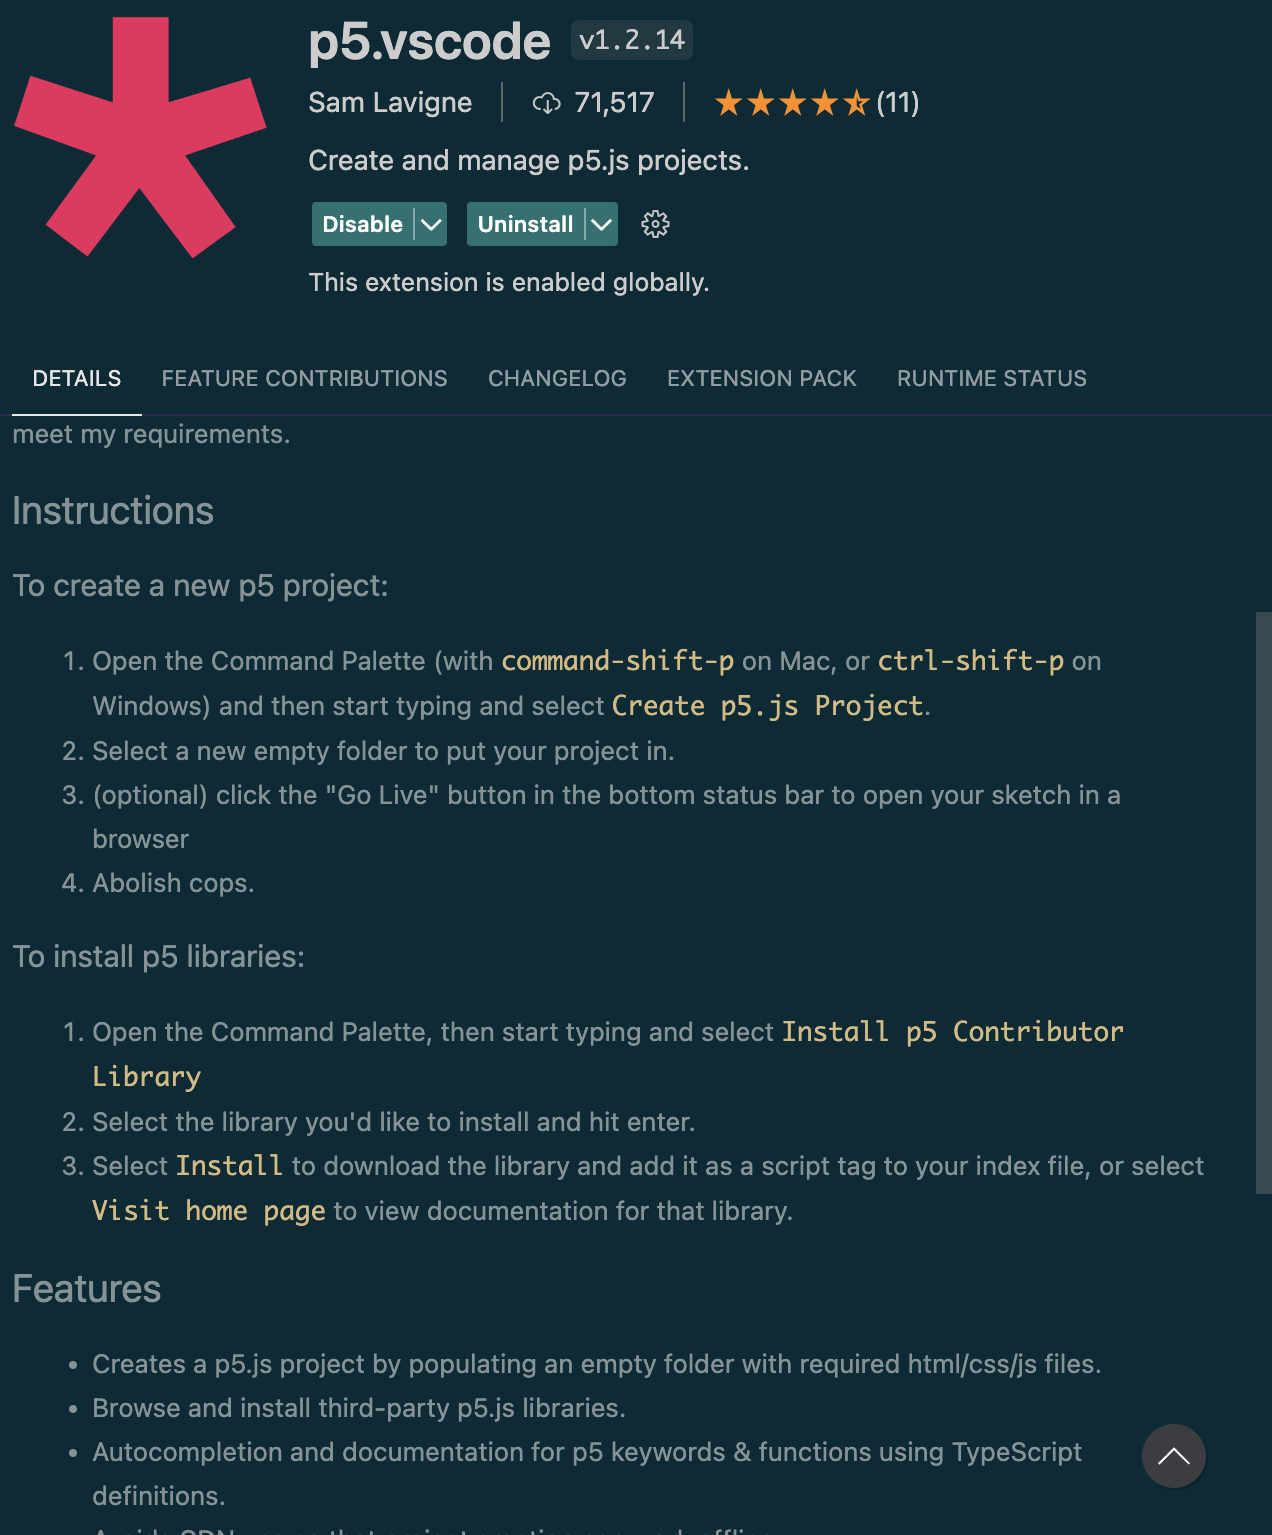 p5.vscode v1.2.14
Sam Lavigne 71,517 (11)
Create and manage p5.js projects.
Disable Uninstall
This extension is enabled globally.
DETAILS FEATURE CONTRIBUTIONS CHANGELOG EXTENSION PACK RUNTIME STATUS
meet my requirements.
Instructions
To create a new p5 project:
1. Open the Command Palette (with command-shift-p on Mac, or ctrl-shift-p on
Windows) and then start typing and select Create p5.js Project.
2. Select a new empty folder to put your project in.
3. (optional) click the "Go Live" button in the bottom status bar to open your sketch in a
browser
4. Abolish cops.
To install p5 libraries:
1. Open the Command Palette, then start typing and select Install p5 Contributor
Library
2. Select the library you'd like to install and hit enter.
3. Select Install to download the library and add it as a script tag to your index file, or select
Visit home page to view documentation for that library.
Features
• Creates a p5.js project by populating an empty folder with required html/css/js files.
• Browse and install third-party p5.js libraries.
• Autocompletion and documentation for p5 keywords & functions using TypeScript
definitions.